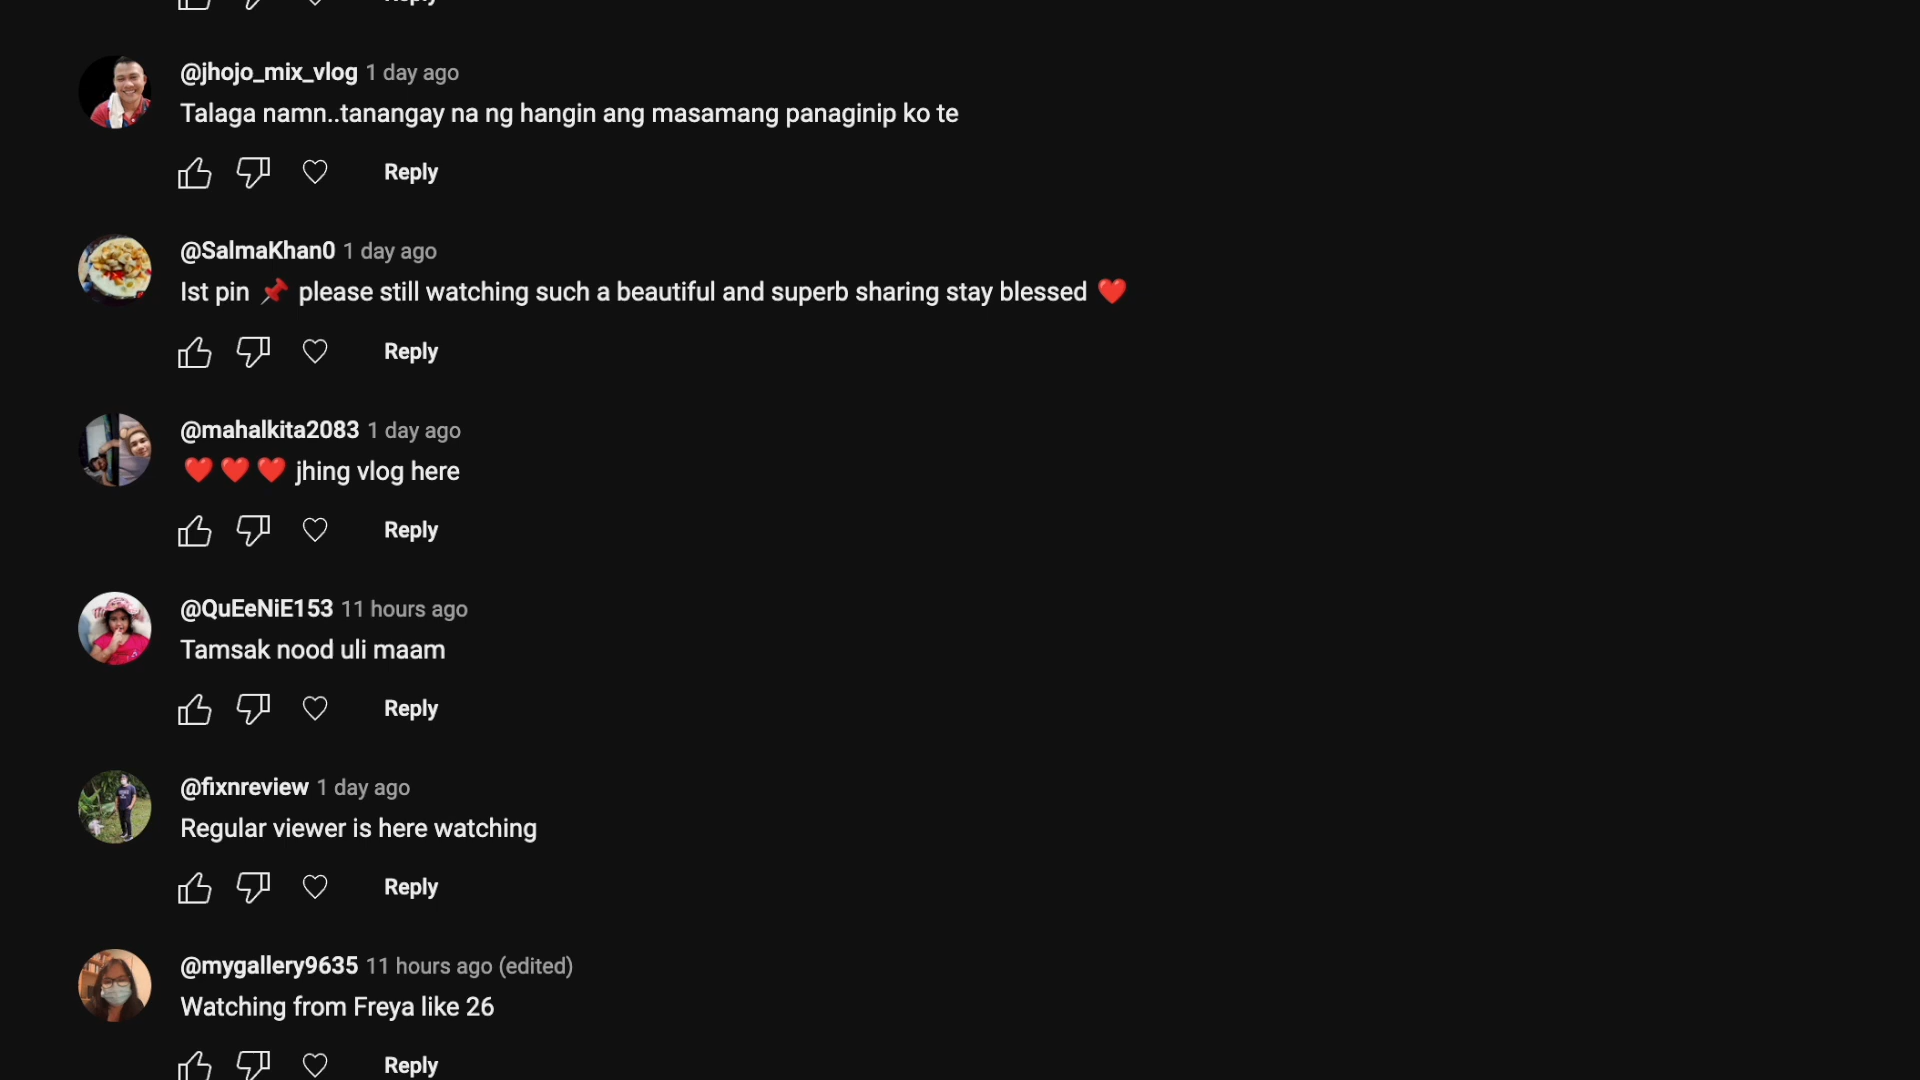 Reply
@jhojo_mix_vlog 1 day ago
Talaga namn..tanangay na ng hangin ang masamang panaginip ko te
Reply
@SalmaKhan0 1 day ago
Ist pin 📌 please still watching such a beautiful and superb sharing stay blessed ❤️
Reply
@mahalkita2083 1 day ago
❤️❤️❤️ jhing vlog here
Reply
@QuEeNiE153 11 hours ago
Tamsak nood uli maam
Reply
@fixnreview 1 day ago
Regular viewer is here watching
Reply
@mygallery9635 11 hours ago (edited)
Watching from Freya like 26
Reply